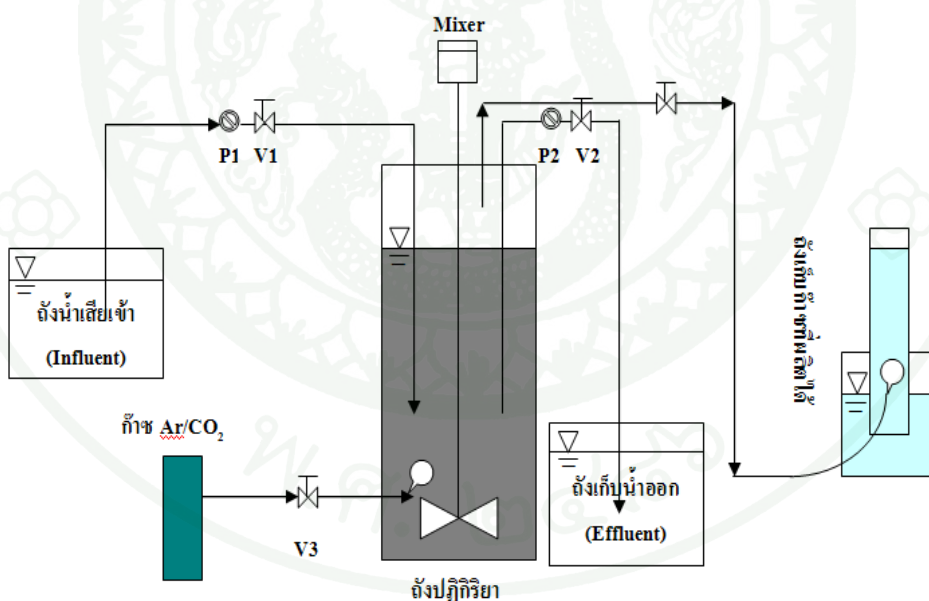 Mixer
P1
V1
P2
V2
ถังน้ำเสียเข้า
(Influent)
ก๊าซ Ar/CO₂
V3
ถังเก็บน้ำออก
(Effluent)
ถังปฏิกิริยา